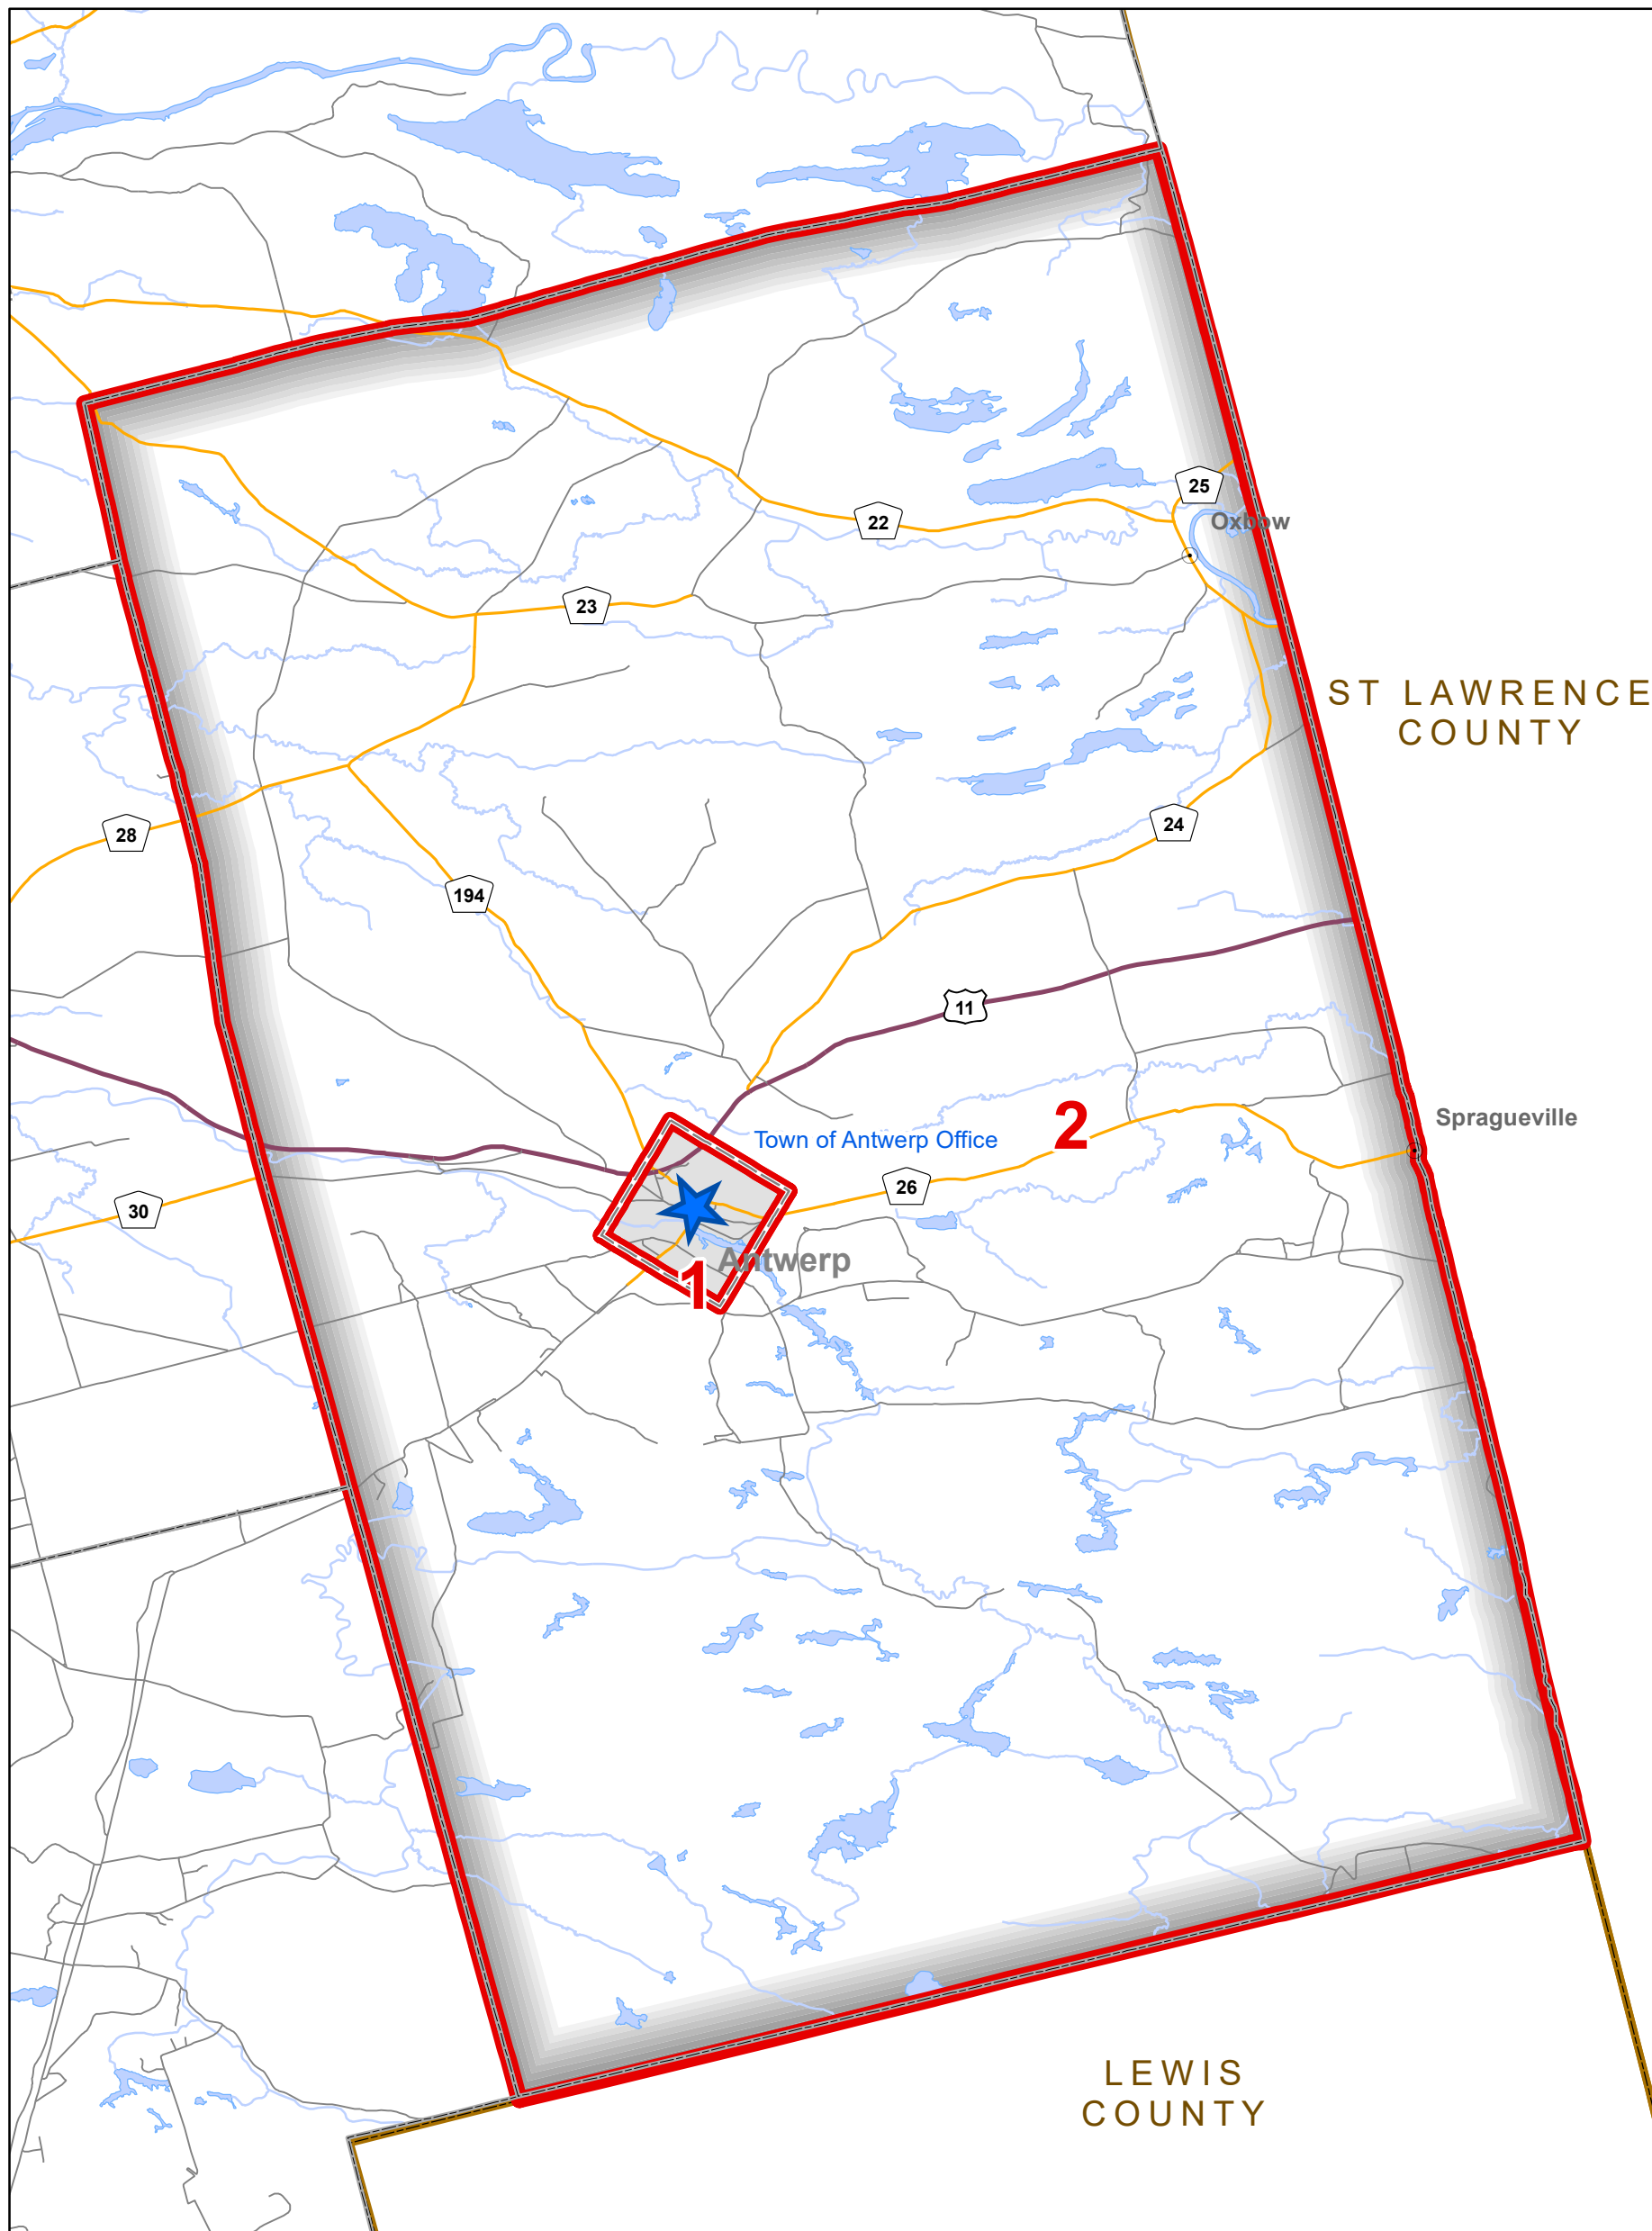 25
Oxbow
22
23
ST LAWRENCE
COUNTY
24
28
194
11
2
Spragueville
Town of Antwerp Office
26
30
Antwerp
1
LEWIS
COUNTY